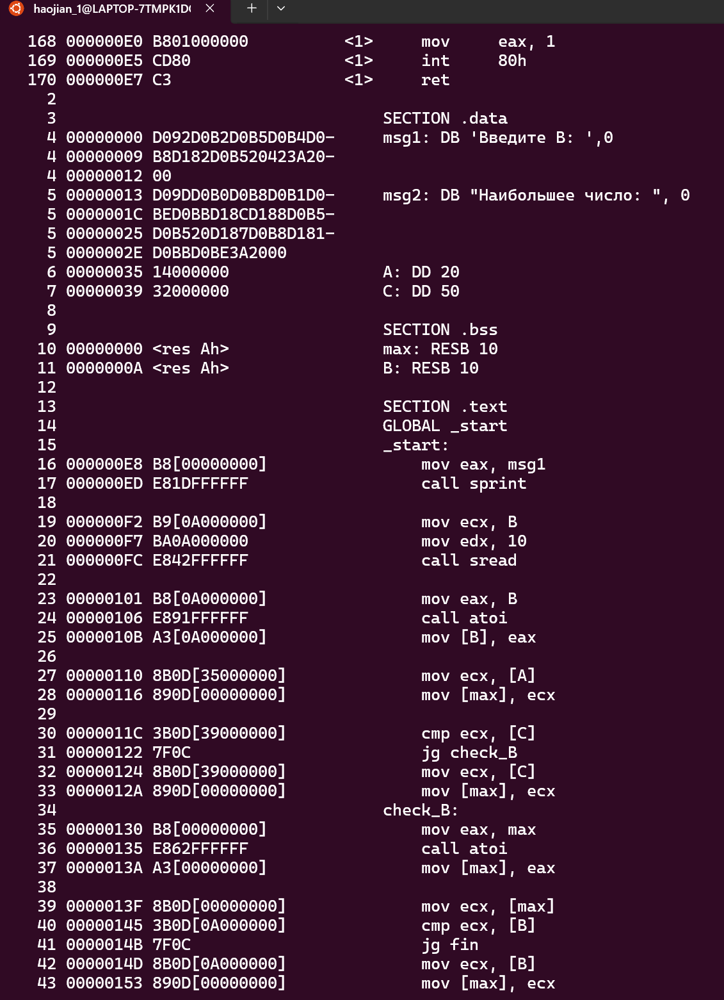 haojian_1@LAPTOP-7TMPK1D
168 000000E0 B801000000          <1>     mov     eax, 1
169 000000E5 CD80                <1>     int     80h
170 000000E7 C3                  <1>     ret
2
3                                  SECTION .data
4 00000000 D092D0B2D0B5D0B4D0-     msg1: DB 'Введите B: ',0
4 00000009 B8D182D0B520423A20-
4 00000012 00
5 00000013 D09DD0B0D0B8D0B1D0-     msg2: DB "Наибольшее число: ", 0
5 0000001C BED0BBD18CD188D0B5-
5 00000025 D0B520D187D0B8D181-
5 0000002E D0BBD0BE3A2000
6 00000035 14000000                A: DD 20
7 00000039 32000000                C: DD 50
8
9                                  SECTION .bss
10 00000000 <res Ah>                max: RESB 10
11 0000000A <res Ah>                B: RESB 10
12
13                                  SECTION .text
14                                  GLOBAL _start
15                                  _start:
16 000000E8 B8[00000000]                mov eax, msg1
17 000000ED E81DFFFFFF                  call sprint
18
19 000000F2 B9[0A000000]                mov ecx, B
20 000000F7 BA0A000000                  mov edx, 10
21 000000FC E842FFFFFF                  call sread
22
23 00000101 B8[0A000000]                mov eax, B
24 00000106 E891FFFFFF                  call atoi
25 0000010B A3[0A000000]                mov [B], eax
26
27 00000110 8B0D[35000000]              mov ecx, [A]
28 00000116 890D[00000000]              mov [max], ecx
29
30 0000011C 3B0D[39000000]              cmp ecx, [C]
31 00000122 7F0C                        jg check_B
32 00000124 8B0D[39000000]              mov ecx, [C]
33 0000012A 890D[00000000]              mov [max], ecx
34                                  check_B:
35 00000130 B8[00000000]                mov eax, max
36 00000135 E862FFFFFF                  call atoi
37 0000013A A3[00000000]                mov [max], eax
38
39 0000013F 8B0D[00000000]              mov ecx, [max]
40 00000145 3B0D[0A000000]              cmp ecx, [B]
41 0000014B 7F0C                        jg fin
42 0000014D 8B0D[0A000000]              mov ecx, [B]
43 00000153 890D[00000000]              mov [max], ecx